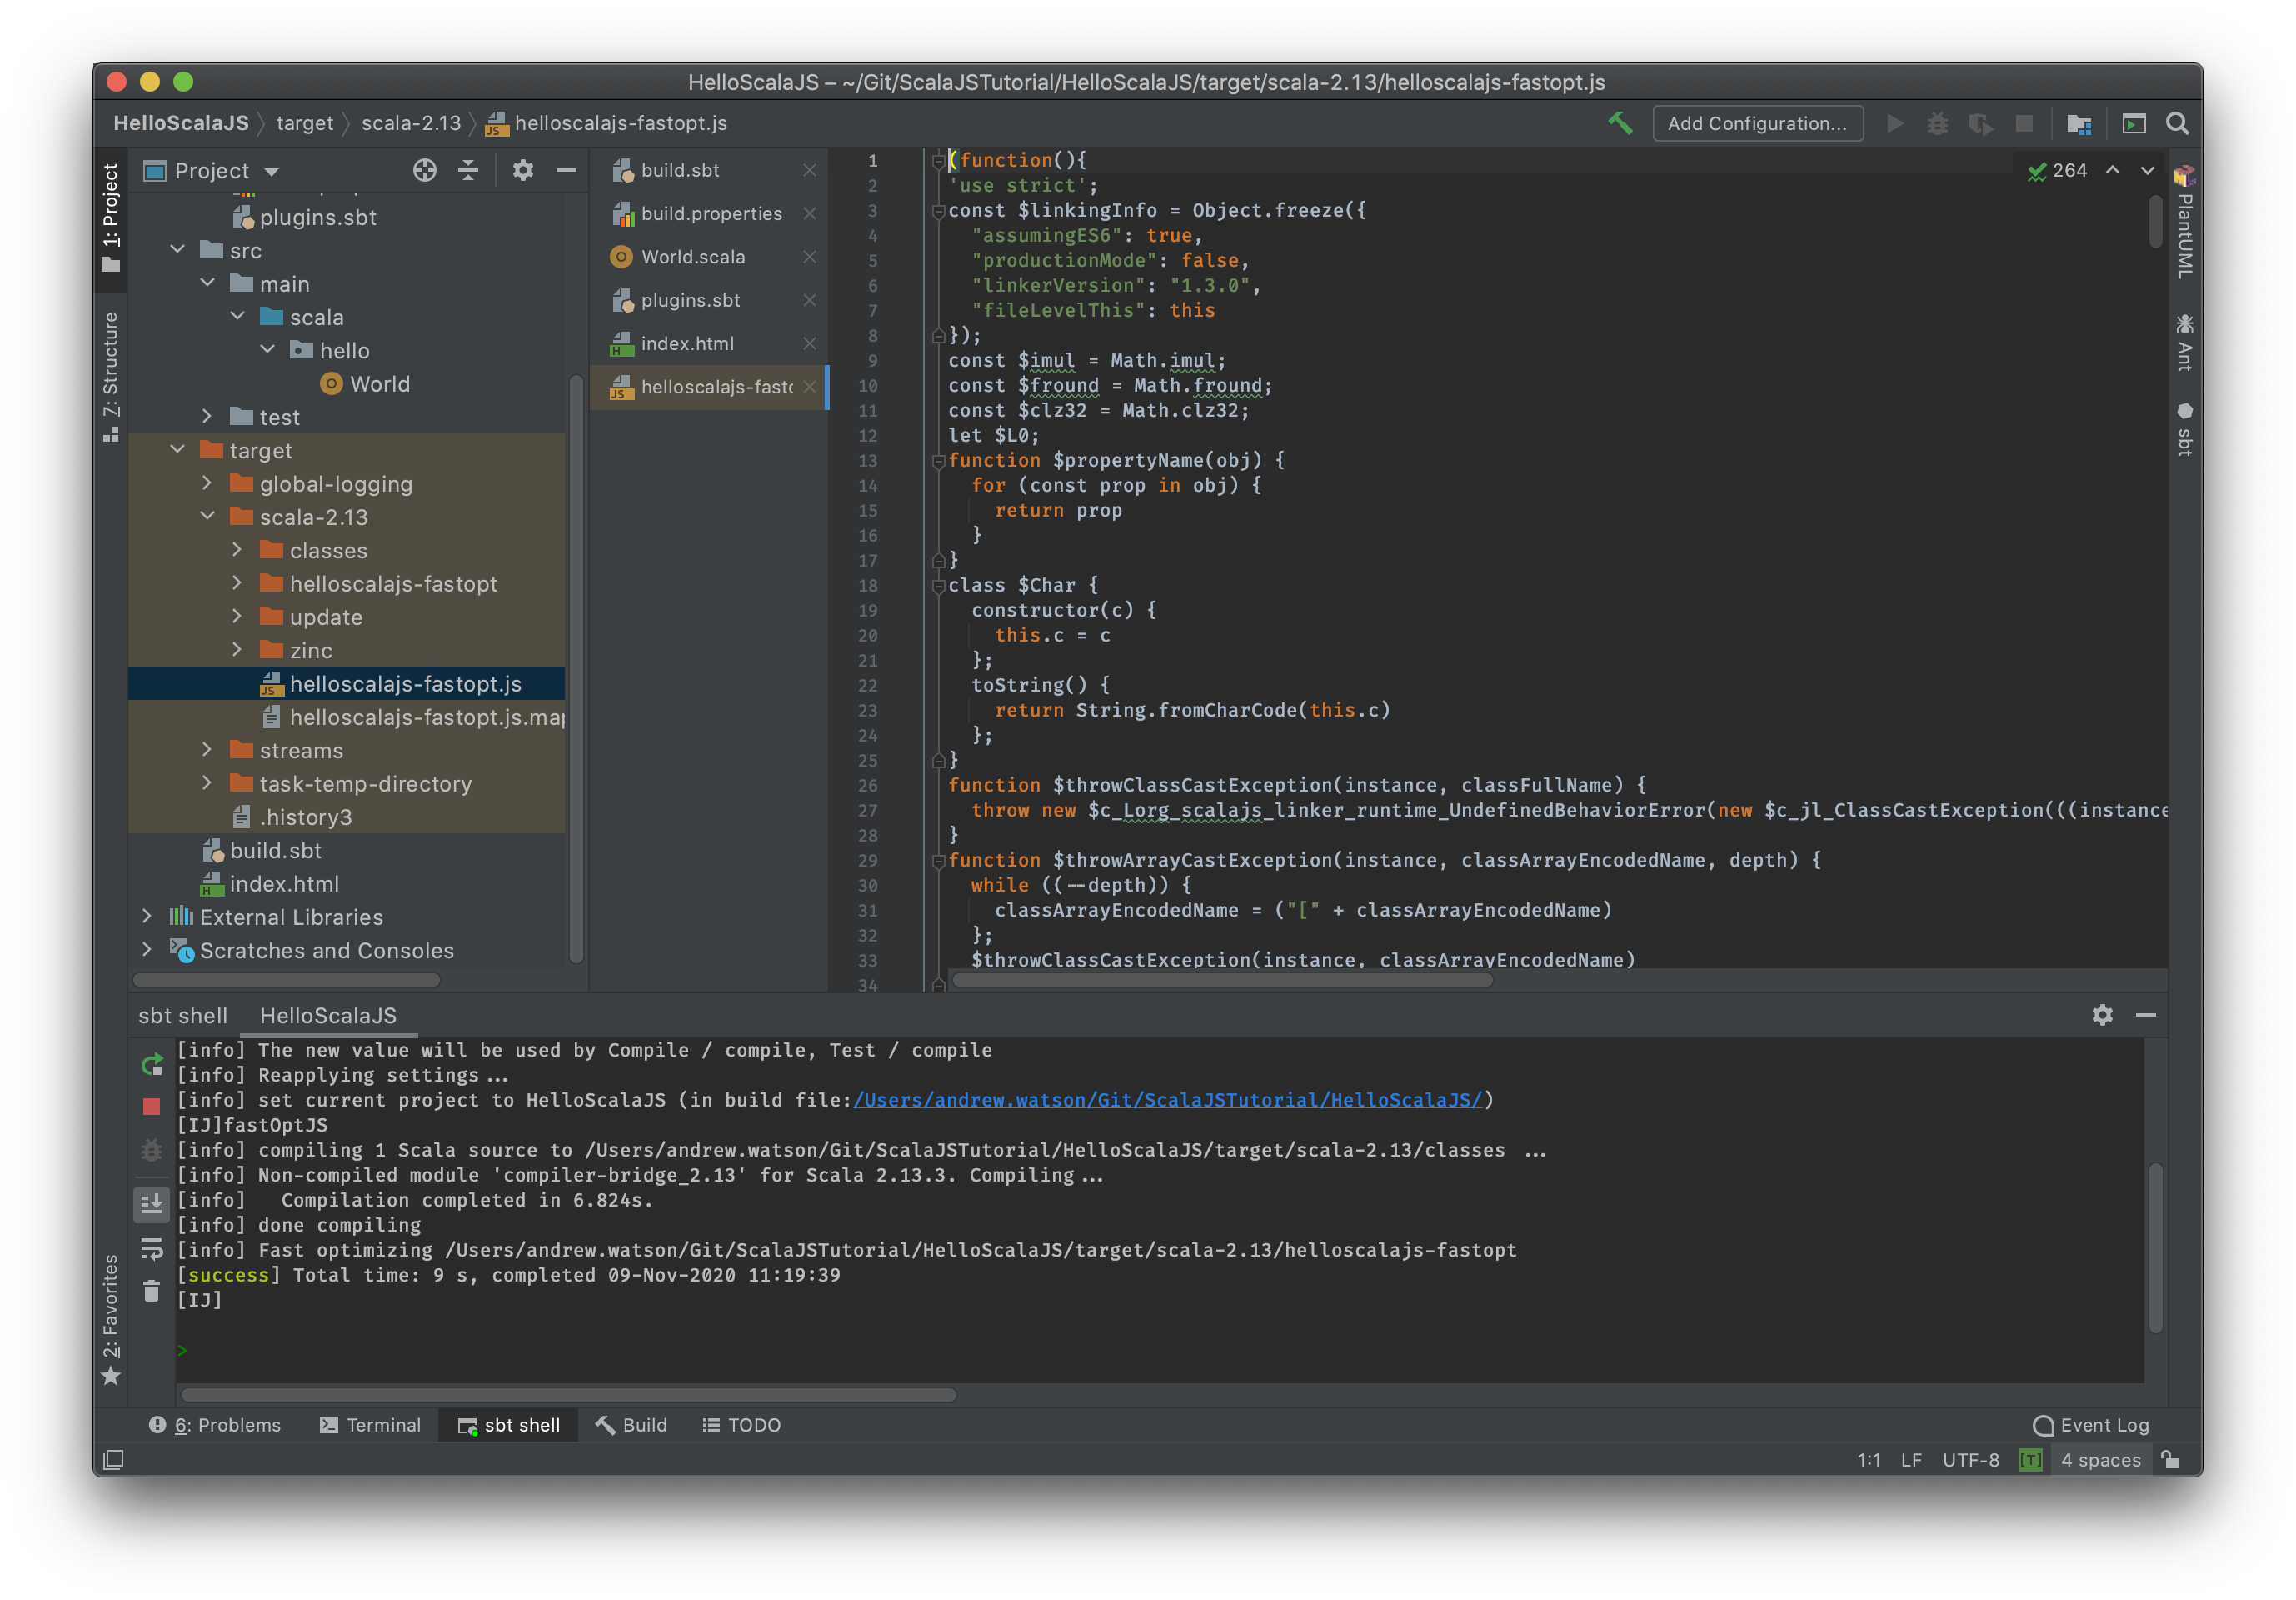 HelloScalaJS – ~/Git/ScalaJSTutorial/HelloScalaJS/target/scala-2.13/helloscalajs-fastopt.js
HelloScalaJS target scala-2.13 helloscalajs-fastopt.js
Add Configuration...
1: Project
7: Structure
2: Favorites
Project
plugins.sbt
src
main
scala
hello
World
test
target
global-logging
scala-2.13
classes
helloscalajs-fastopt
update
zinc
helloscalajs-fastopt.js
helloscalajs-fastopt.js.map
streams
task-temp-directory
.history3
build.sbt
index.html
External Libraries
Scratches and Consoles
build.sbt
build.properties
World.scala
plugins.sbt
index.html
helloscalajs-fasto
264
1 (function(){
2 'use strict';
3 const $linkingInfo = Object.freeze({
4 "assumingES6": true,
5 "productionMode": false,
6 "linkerVersion": "1.3.0",
7 "fileLevelThis": this
8 });
9 const $imul = Math.imul;
10 const $fround = Math.fround;
11 const $clz32 = Math.clz32;
12 let $L0;
13 function $propertyName(obj) {
14 for (const prop in obj) {
15 return prop
16 }
17 }
18 class $Char {
19 constructor(c) {
20 this.c = c
21 };
22 toString() {
23 return String.fromCharCode(this.c)
24 };
25 }
26 function $throwClassCastException(instance, classFullName) {
27 throw new $c_Lorg_scalajs_linker_runtime_UndefinedBehaviorError(new $c_jl_ClassCastException(((instance
28 }
29 function $throwArrayCastException(instance, classArrayEncodedName, depth) {
30 while ((--depth)) {
31 classArrayEncodedName = ("[" + classArrayEncodedName)
32 };
33 $throwClassCastException(instance, classArrayEncodedName)
34
PlantUML
Ant
sbt
sbt shell HelloScalaJS
[info] The new value will be used by Compile / compile, Test / compile
[info] Reapplying settings...
[info] set current project to HelloScalaJS (in build file:/Users/andrew.watson/Git/ScalaJSTutorial/HelloScalaJS/)
[IJ]fastOptJS
[info] compiling 1 Scala source to /Users/andrew.watson/Git/ScalaJSTutorial/HelloScalaJS/target/scala-2.13/classes ...
[info] Non-compiled module 'compiler-bridge_2.13' for Scala 2.13.3. Compiling...
[info] Compilation completed in 6.824s.
[info] done compiling
[info] Fast optimizing /Users/andrew.watson/Git/ScalaJSTutorial/HelloScalaJS/target/scala-2.13/helloscalajs-fastopt
[success] Total time: 9 s, completed 09-Nov-2020 11:19:39
[IJ]
>
6: Problems Terminal sbt shell Build TODO Event Log
1:1 LF UTF-8 [T] 4 spaces